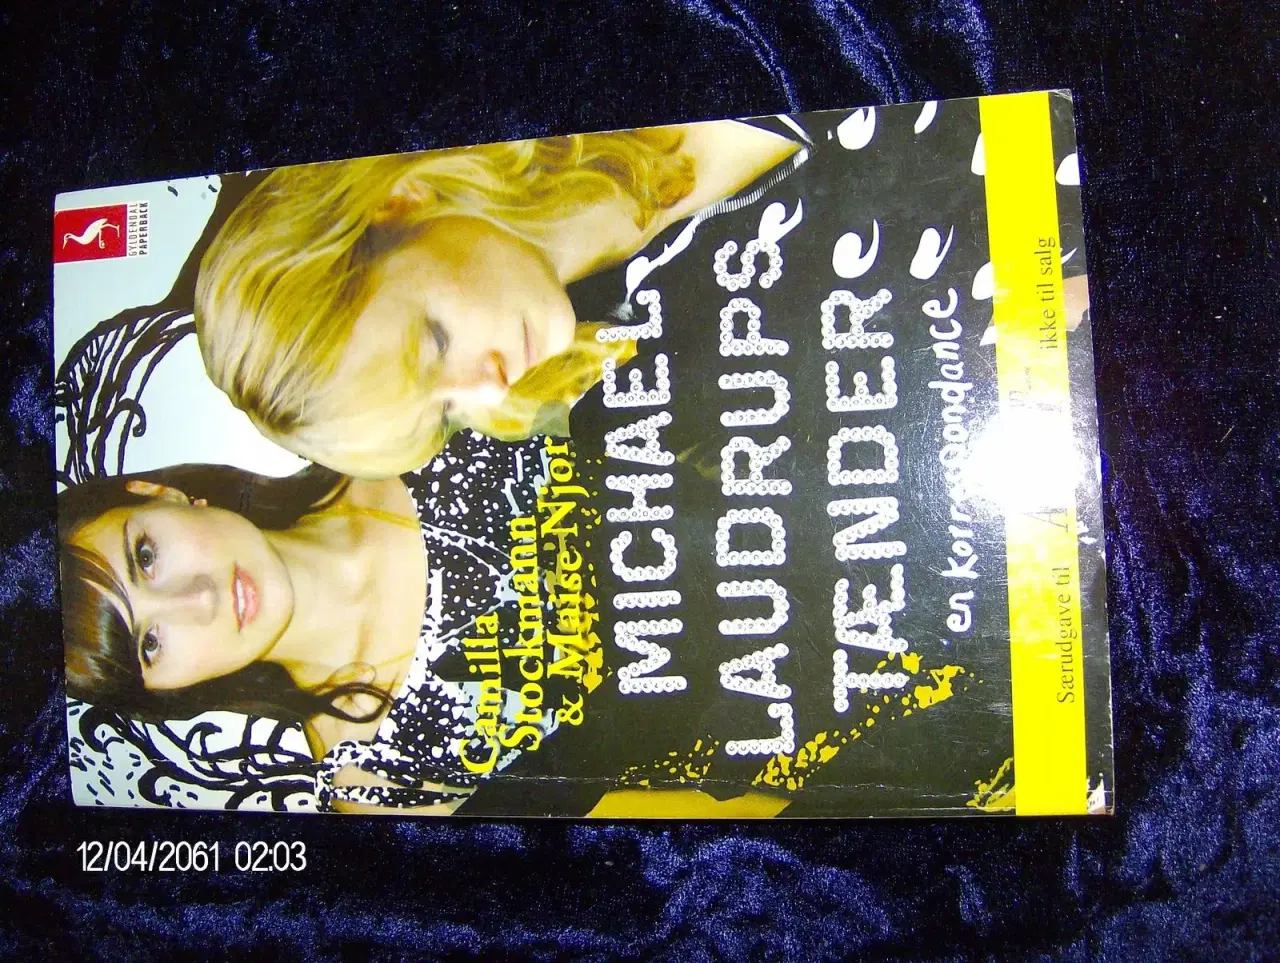 GYLDENDAL
PAPERBACK
Camilla
Stockmann
& Maise Njor
MICHAEL
LAUDRUPS
TÆNDER
en korrespondance
Særudgave til
ikke til salg
12/04/2061 02:03